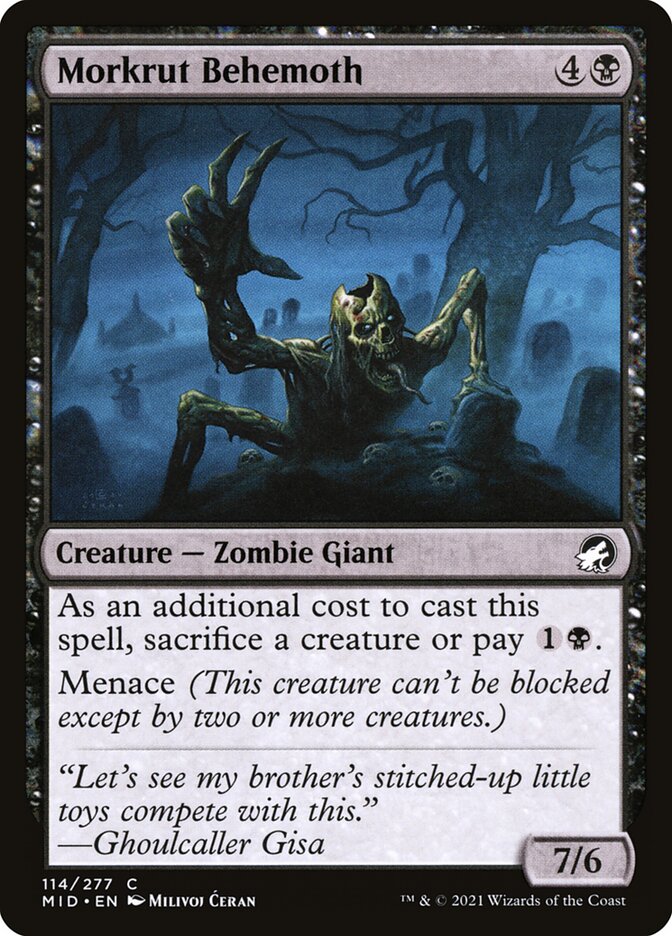 Morkrut Behemoth 4
Creature — Zombie Giant
As an additional cost to cast this
spell, sacrifice a creature or pay 1 .
Menace (This creature can't be blocked
except by two or more creatures.)
"Let's see my brother's stitched-up little
toys compete with this."
—Ghoulcaller Gisa
7/6
114/277 C
MID • EN Milivoj Ćeran
™ & © 2021 Wizards of the Coast